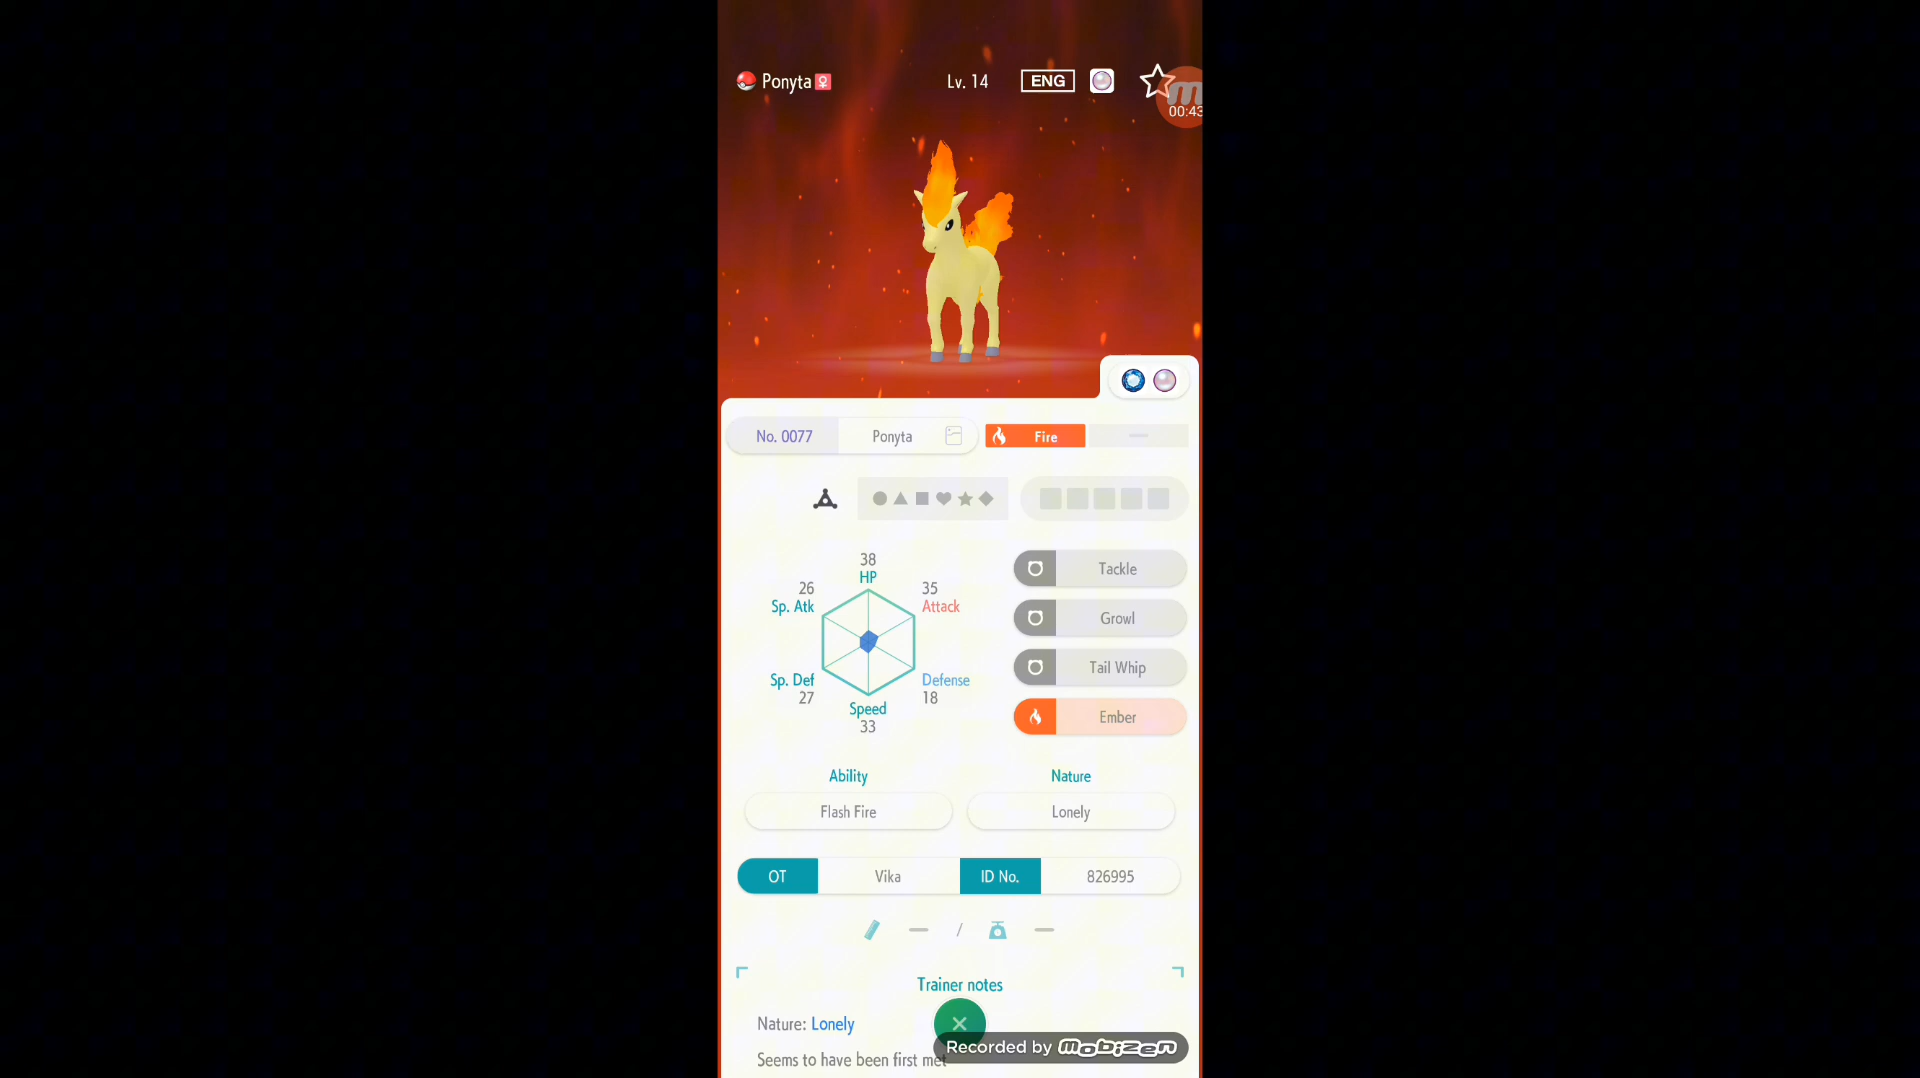 Ponyta♀ Lv. 14 ENG
00:43
No. 0077 Ponyta Fire
38
HP
26
Sp. Atk
35
Attack
Sp. Def
27
Defense
18
Speed
33
Tackle
Growl
Tail Whip
Ember
Ability
Flash Fire
Nature
Lonely
OT Vika ID No. 826995
— / —
Trainer notes
Nature: Lonely
Recorded by mobizen
Seems to have been first met